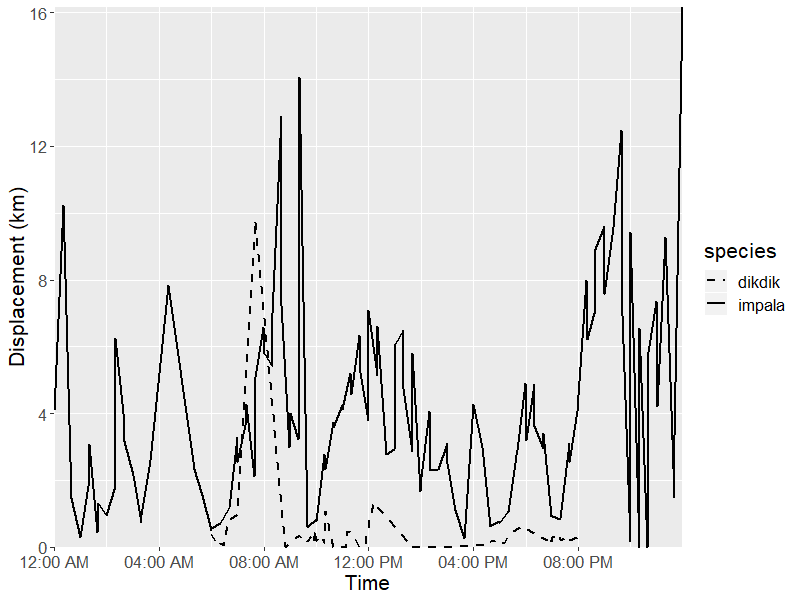 16
12
8
4
0
Displacement (km)
12:00 AM 04:00 AM 08:00 AM 12:00 PM 04:00 PM 08:00 PM
Time
species
dikdik
impala